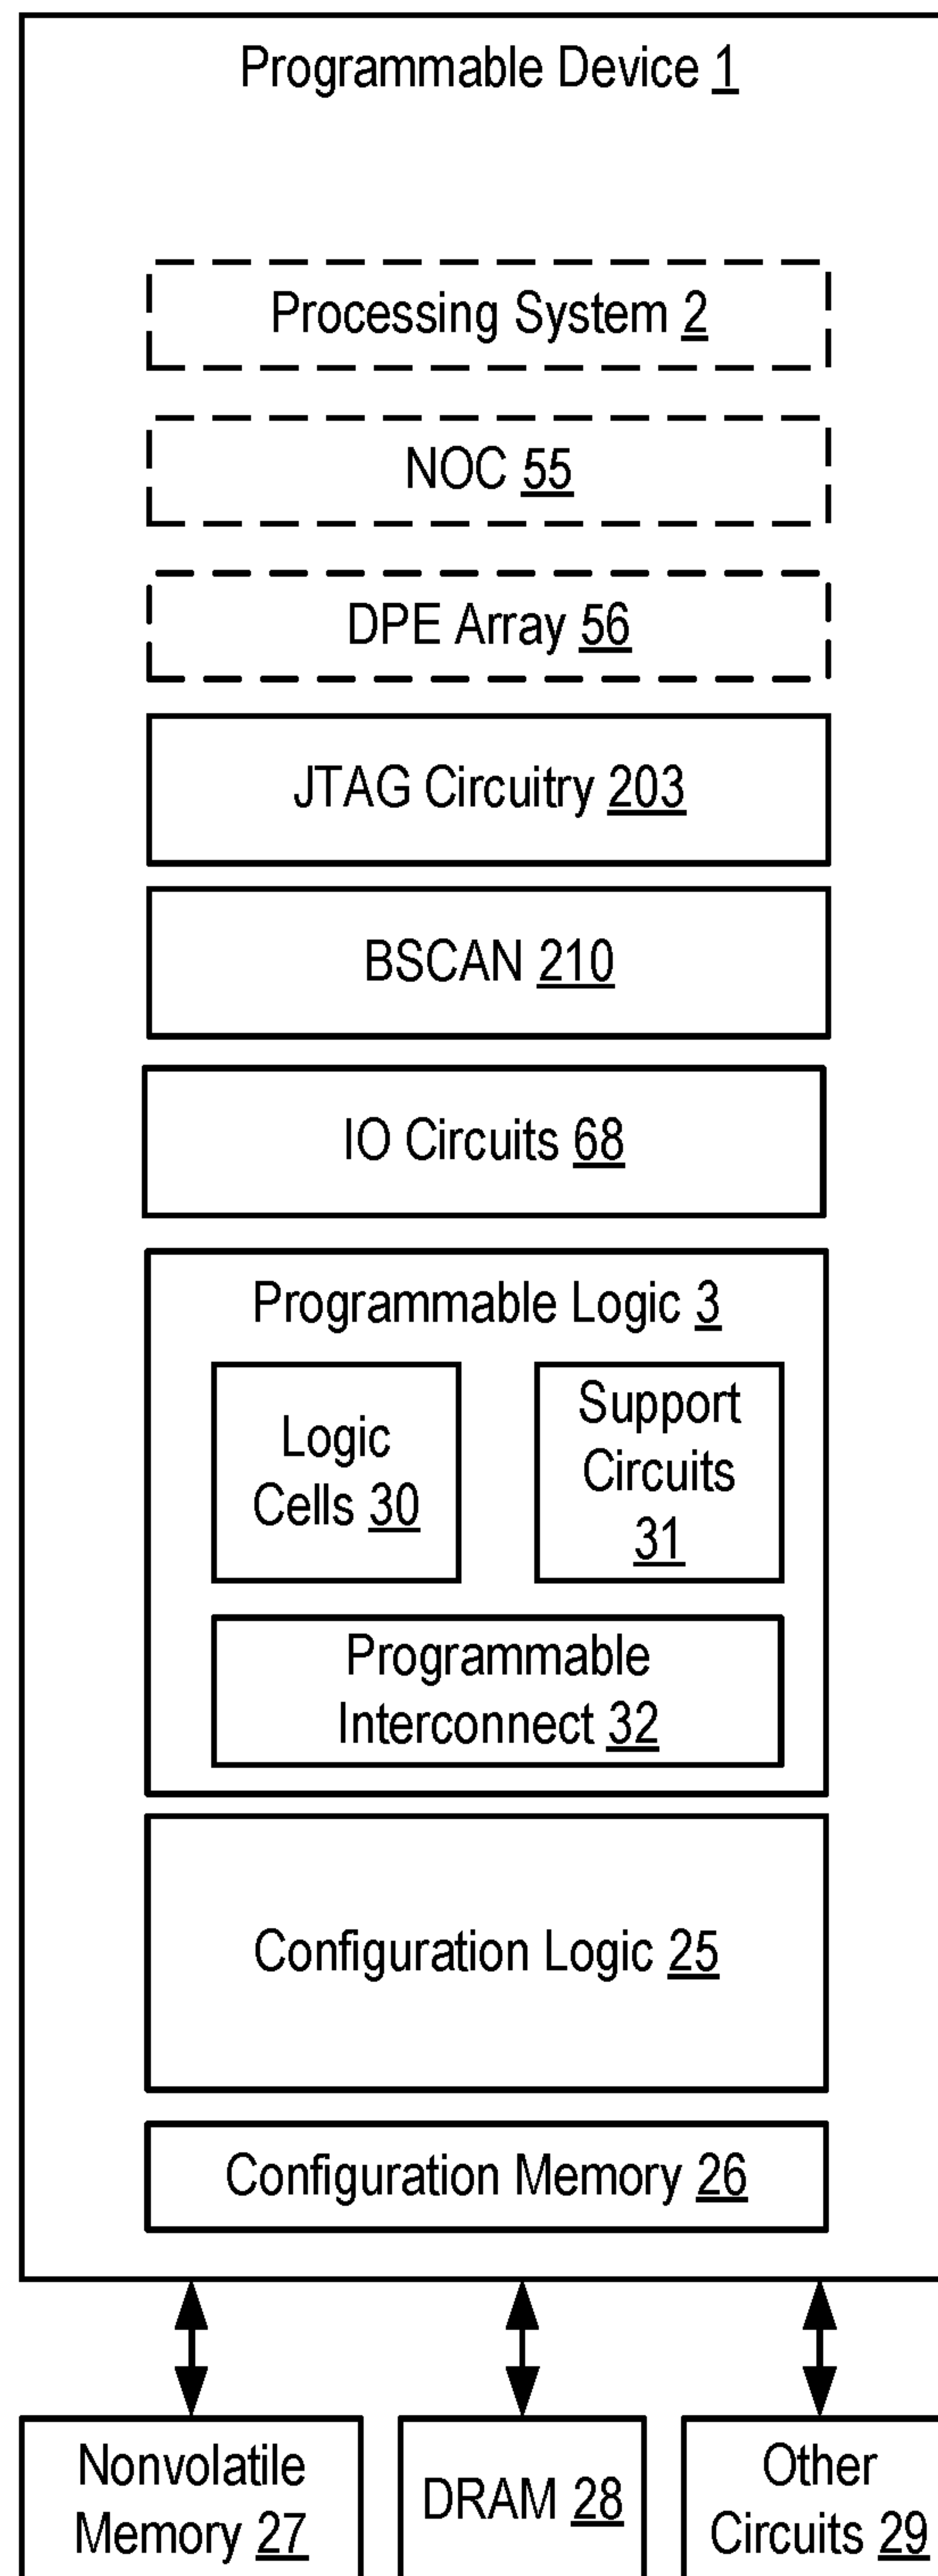 Programmable Device 1
Processing System 2
NOC 55
DPE Array 56
JTAG Circuitry 203
BSCAN 210
IO Circuits 68
Programmable Logic 3
Logic
Cells 30
Support
Circuits
31
Programmable
Interconnect 32
Configuration Logic 25
Configuration Memory 26
Nonvolatile
Memory 27
DRAM 28
Other
Circuits 29